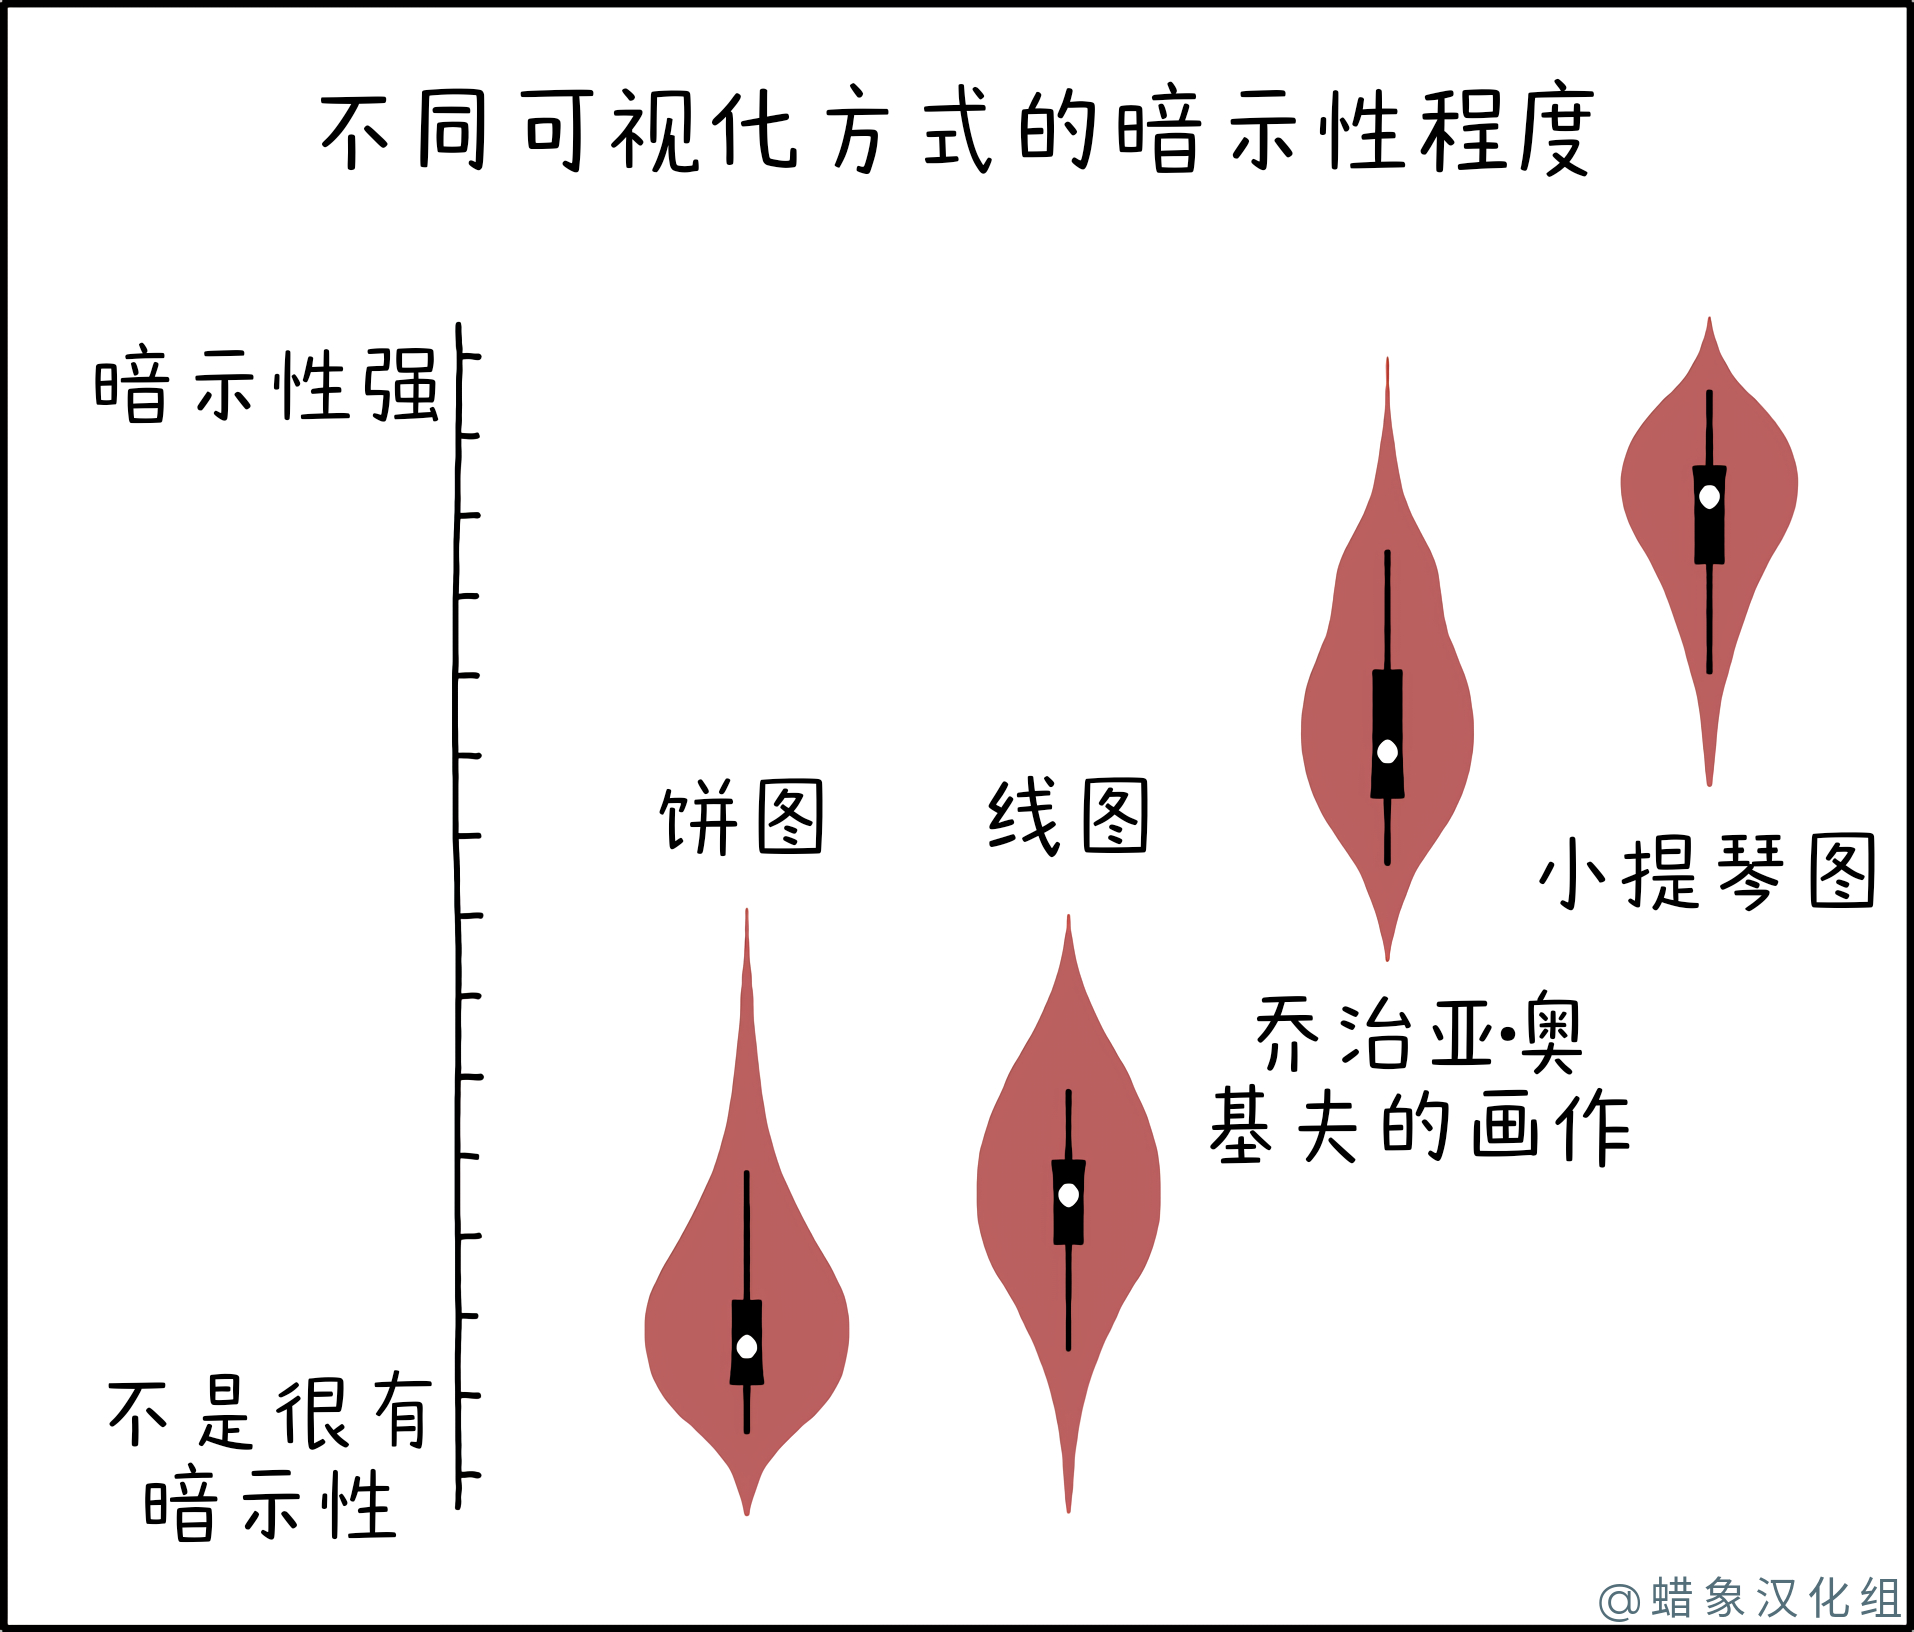 不同可视化方式的暗示性程度
暗示性强
不是很有
暗示性
饼图
线图
乔治亚·奥
基夫的画作
小提琴图
@蜡象汉化组